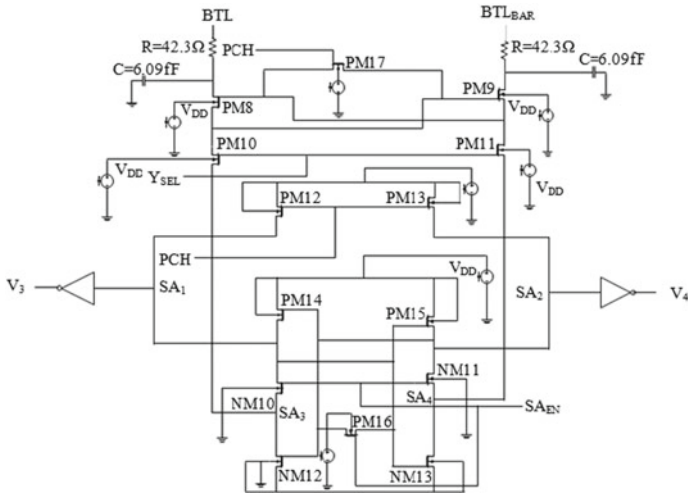 BTL
BTL_BAR
R=42.3Ω
PCH
PM17
R=42.3Ω
C=6.09fF
C=6.09fF
PM9
V_DD
PM8
V_DD
PM10
PM11
V_DD
Y_SEL
V_DD
PM12
PM13
PCH
V_DD
V_3
SA_1
SA_2
V_4
PM14
PM15
NM11
NM10
SA_3
PM16
SA_4
SA_EN
NM12
NM13